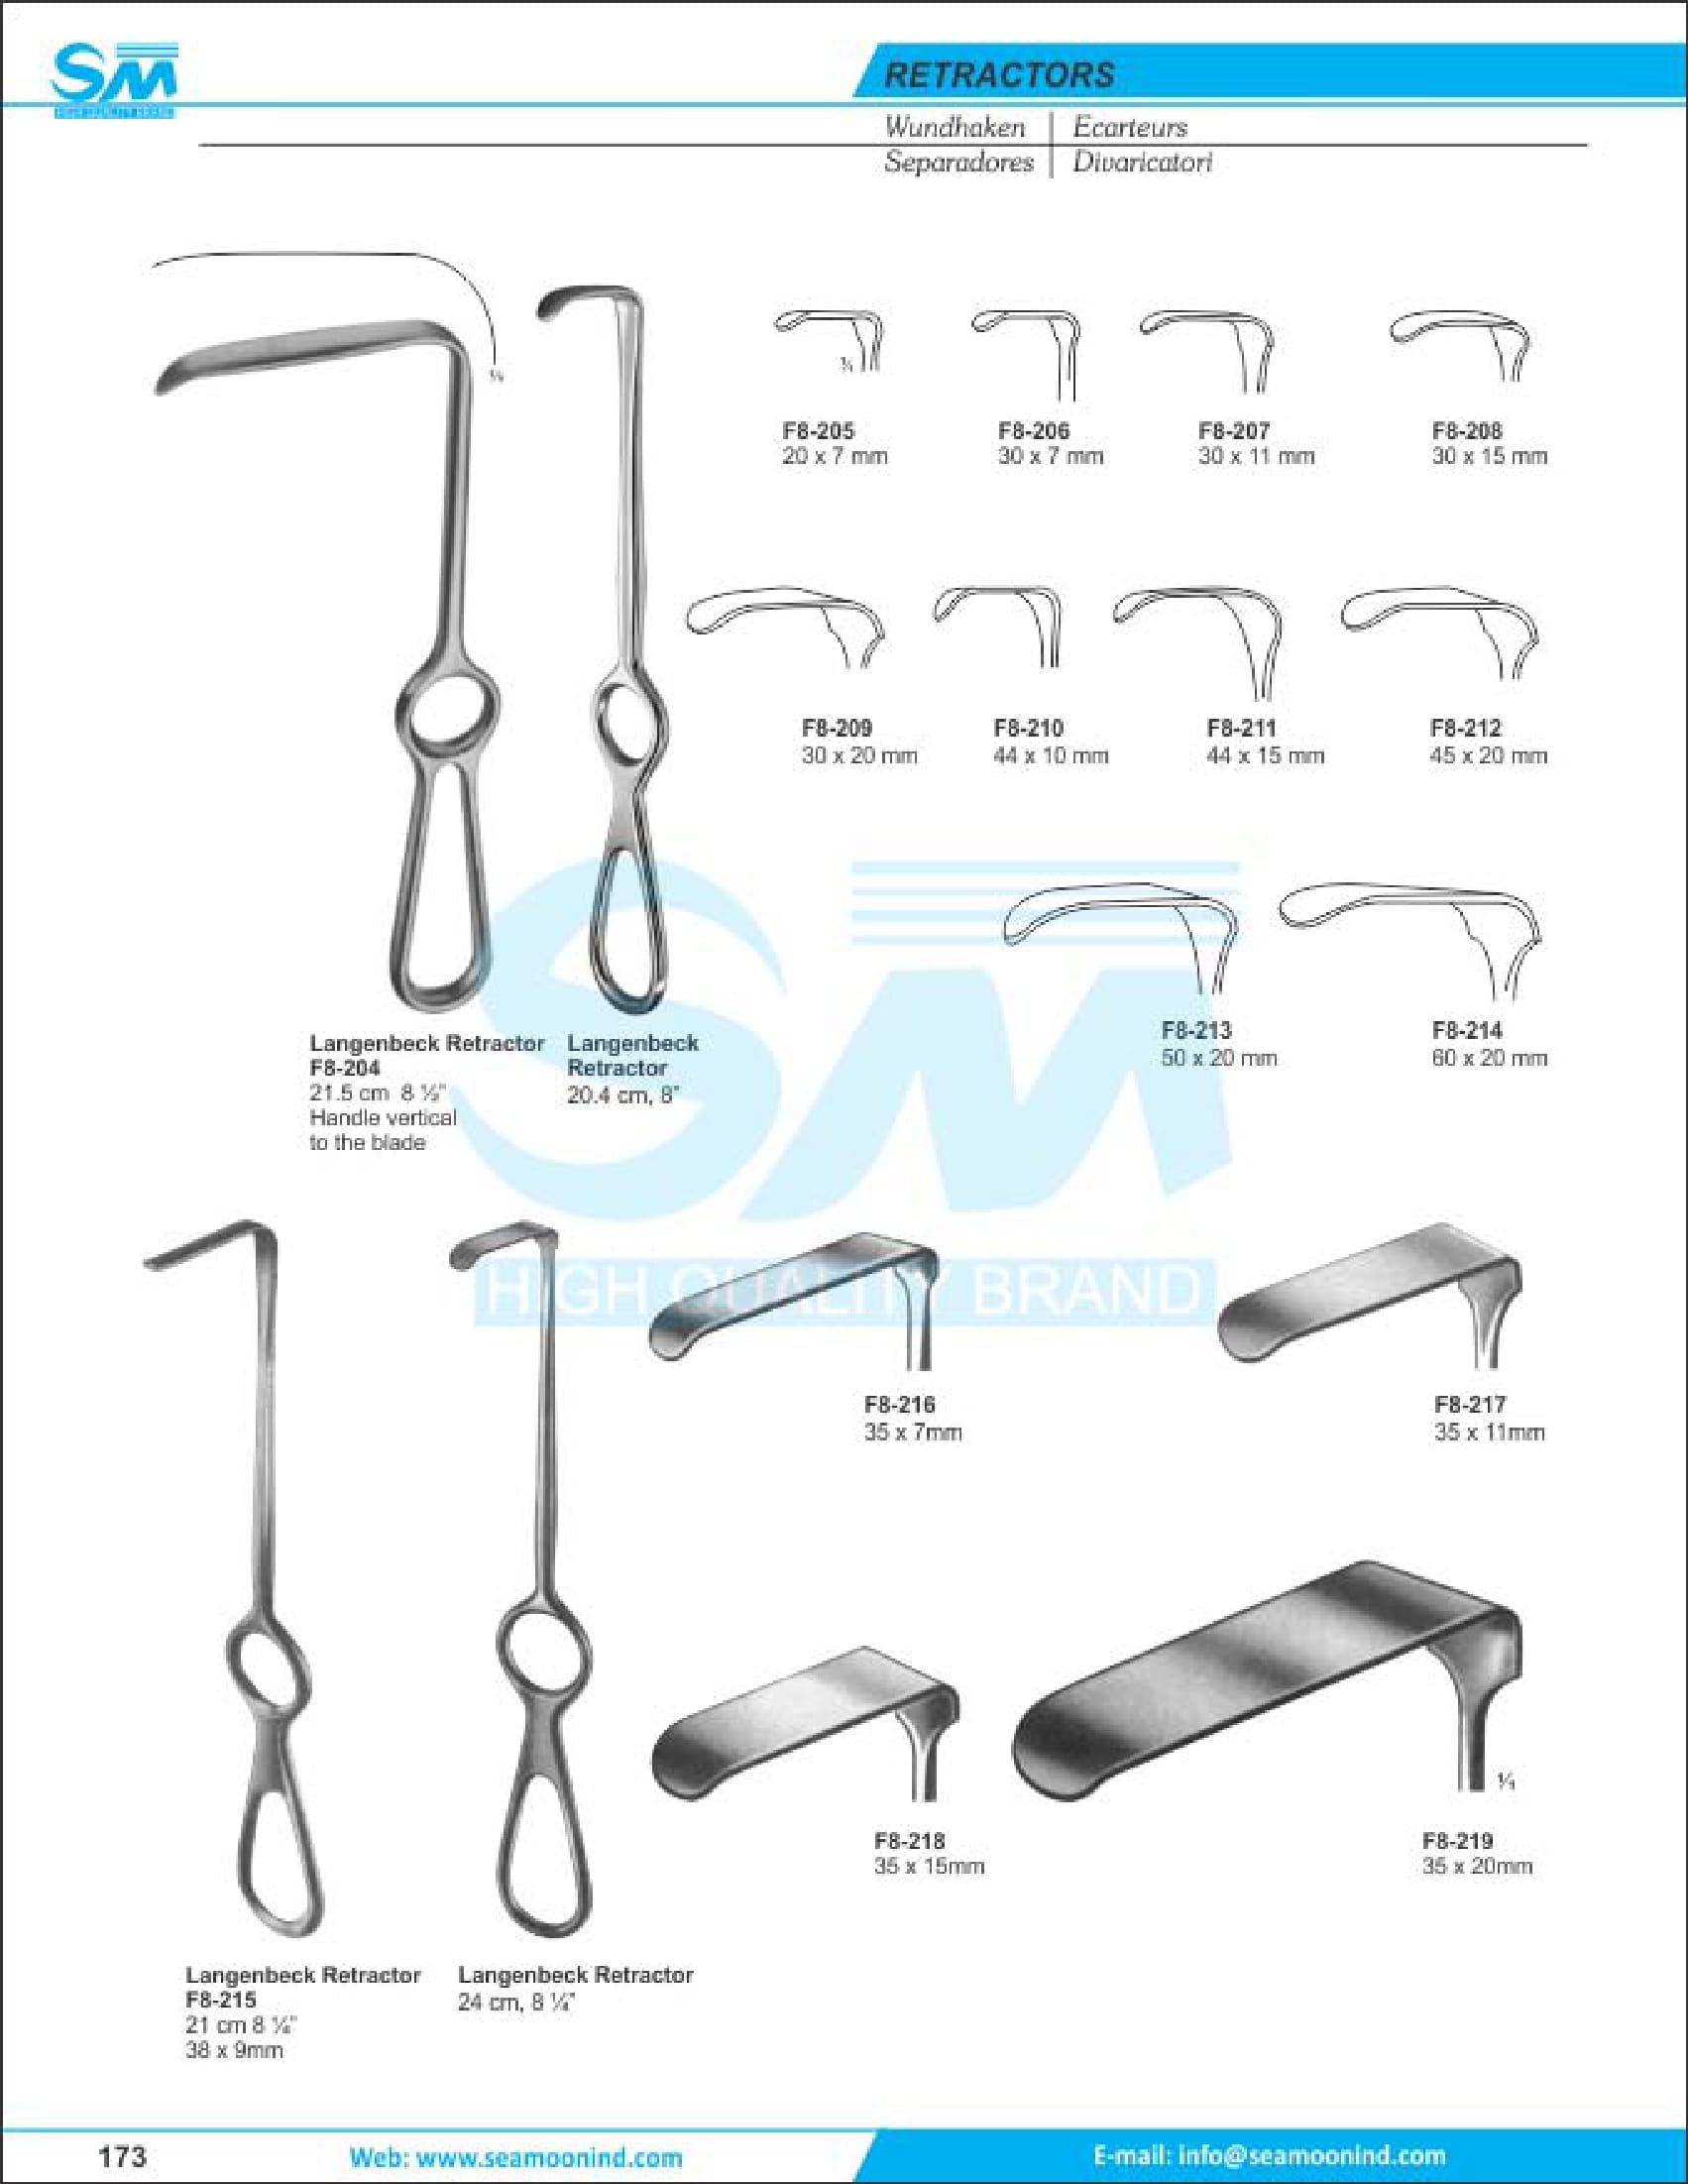 SM
RETRACTORS
Wundhaken
Ecarteurs
Separadores
Divaricatori
F8-205
20 x 7 mm
F8-206
30 x 7 mm
F8-207
30 x 11 mm
F8-208
30 x 15 mm
F8-209
30 x 20 mm
F8-210
44 x 10 mm
F8-211
44 x 15 mm
F8-212
45 x 20 mm
F8-213
50 x 20 mm
F8-214
60 x 20 mm
Langenbeck Retractor
F8-204
21.5 cm 8 ½"
Handle vertical
to the blade
Langenbeck
Retractor
20.4 cm, 8"
SM
HIGH QUALITY BRAND
F8-216
35 x 7mm
F8-217
35 x 11mm
F8-218
35 x 15mm
¹⁄₁
F8-219
35 x 20mm
Langenbeck Retractor
F8-215
21 cm 8 ¼"
38 x 9mm
Langenbeck Retractor
24 cm, 8 ¼"
173
Web: www.seamoonind.com
E-mail: info@seamoonind.com